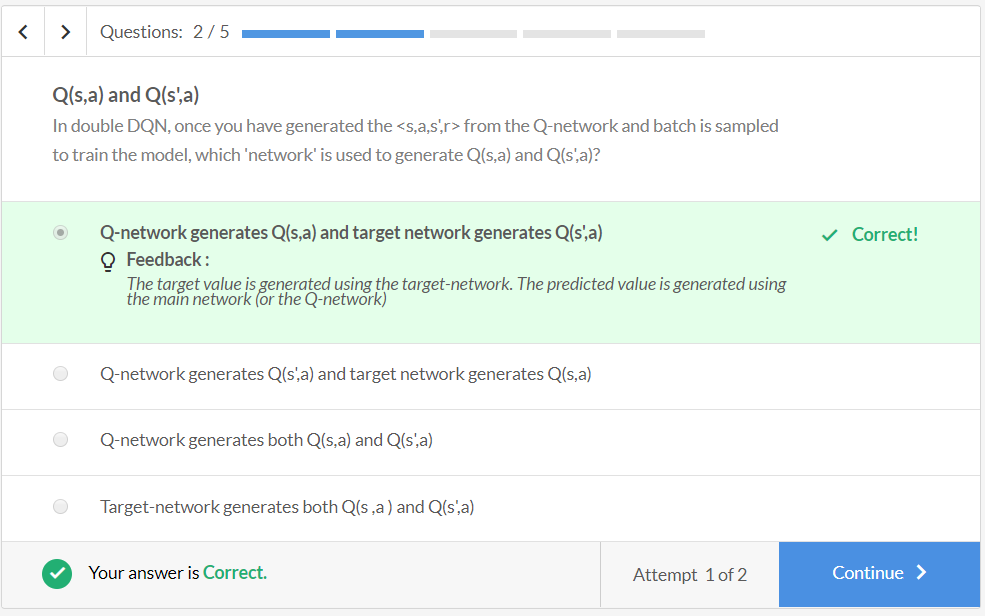 Questions: 2 / 5
Q(s,a) and Q(s',a)
In double DQN, once you have generated the <s,a,s',r> from the Q-network and batch is sampled
to train the model, which 'network' is used to generate Q(s,a) and Q(s',a)?
Q-network generates Q(s,a) and target network generates Q(s',a)
Correct!
Feedback :
The target value is generated using the target-network. The predicted value is generated using
the main network (or the Q-network)
Q-network generates Q(s',a) and target network generates Q(s,a)
Q-network generates both Q(s,a) and Q(s',a)
Target-network generates both Q(s ,a ) and Q(s',a)
Your answer is Correct.
Attempt 1 of 2
Continue